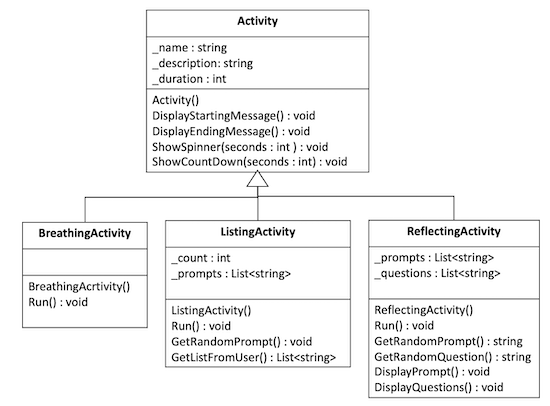 Activity
_name : string
_description: string
_duration : int
Activity()
DisplayStartingMessage() : void
DisplayEndingMessage() : void
ShowSpinner(seconds : int ) : void
ShowCountDown(seconds : int) : void
BreathingActivity
BreathingAcrtivity()
Run() : void
ListingActivity
_count : int
_prompts : List<string>
ListingActivity()
Run() : void
GetRandomPrompt() : void
GetListFromUser() : List<string>
ReflectingActivity
_prompts : List<string>
_questions : List<string>
ReflectingActivity()
Run() : void
GetRandomPrompt() : string
GetRandomQuestion() : string
DisplayPrompt() : void
DisplayQuestions() : void